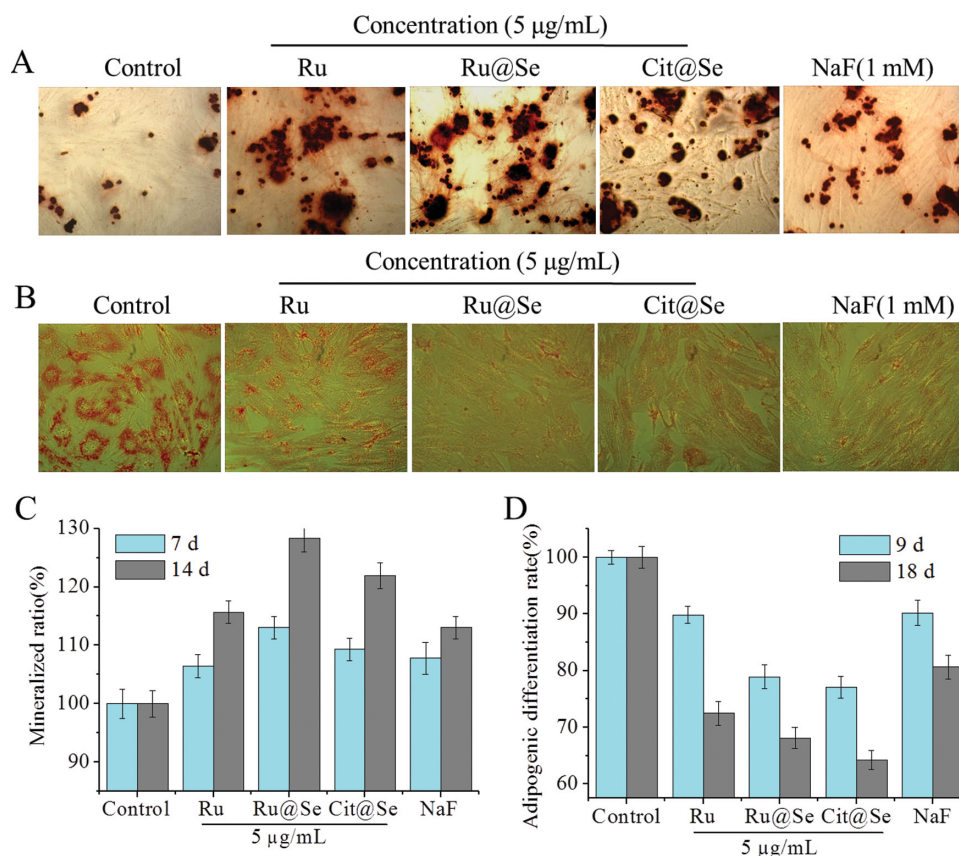 Concentration (5 µg/mL)
A
Control Ru Ru@Se Cit@Se NaF(1 mM)
Concentration (5 µg/mL)
B
Control Ru Ru@Se Cit@Se NaF(1 mM)
C
130
120
110
100
90
Mineralized ratio(%)
7 d
14 d
Control Ru Ru@Se Cit@Se NaF
5 µg/mL
D
100
90
80
70
60
Adipogenic differentiation rate(%)
9 d
18 d
Control Ru Ru@Se Cit@Se NaF
5 µg/mL